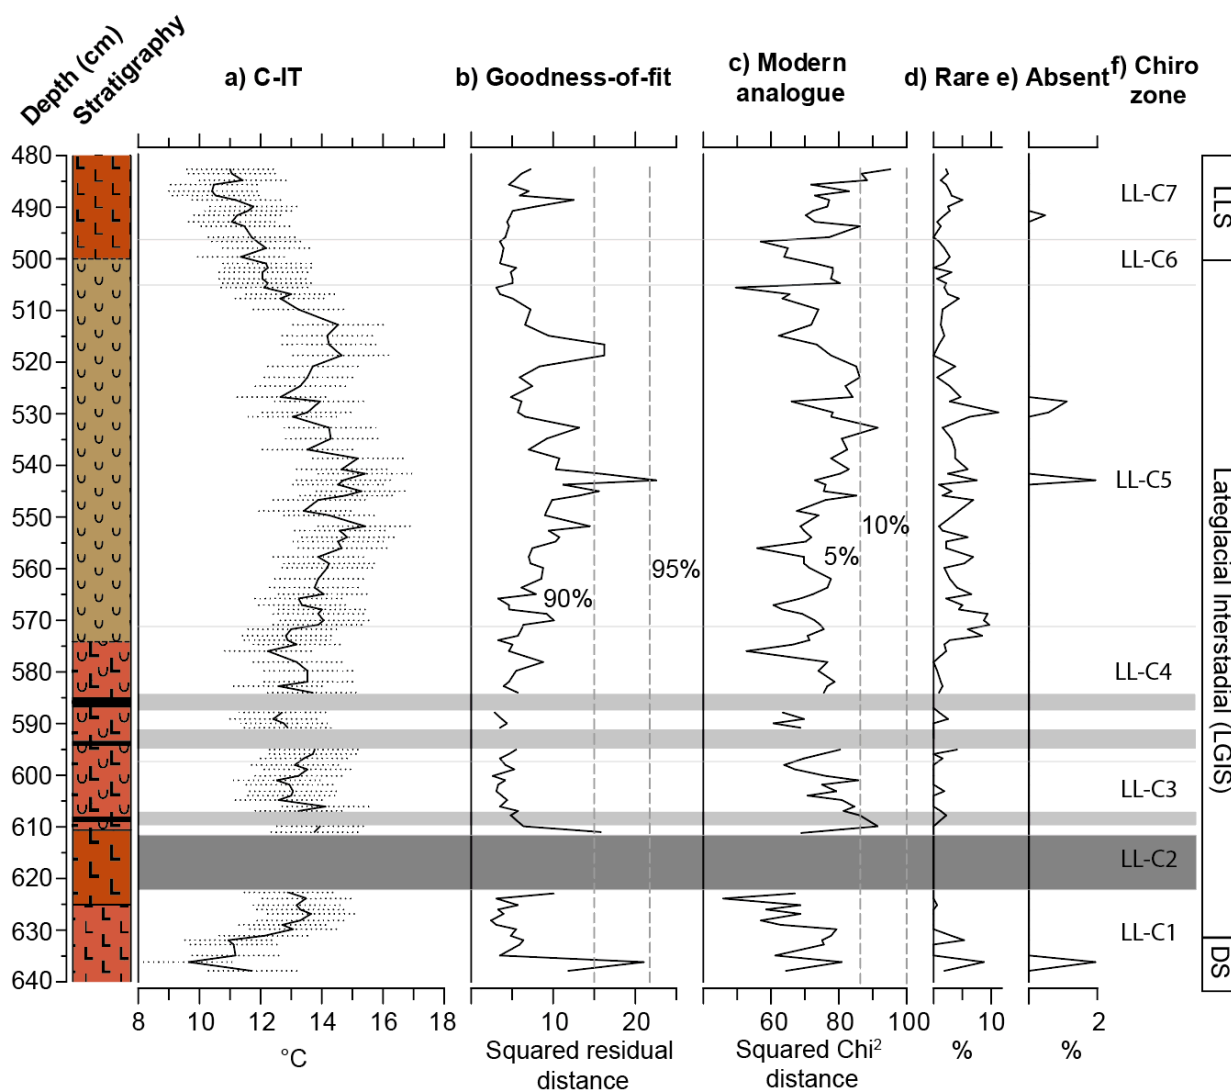 Depth (cm)
Stratigraphy
a) C-IT
b) Goodness-of-fit
c) Modern
analogue
d) Rare
e) Absent
f) Chiro
zone
480
490
500
510
520
530
540
550
560
570
580
590
600
610
620
630
640
90%
95%
5%
10%
LL-C7
LL-C6
LL-C5
LL-C4
LL-C3
LL-C2
LL-C1
LLS
Lateglacial Interstadial (LGIS)
DS
8 10 12 14 16 18
0 10 20
60 80 100
0 10
0 2
°C
Squared residual
distance
Squared Chi²
distance
%
%